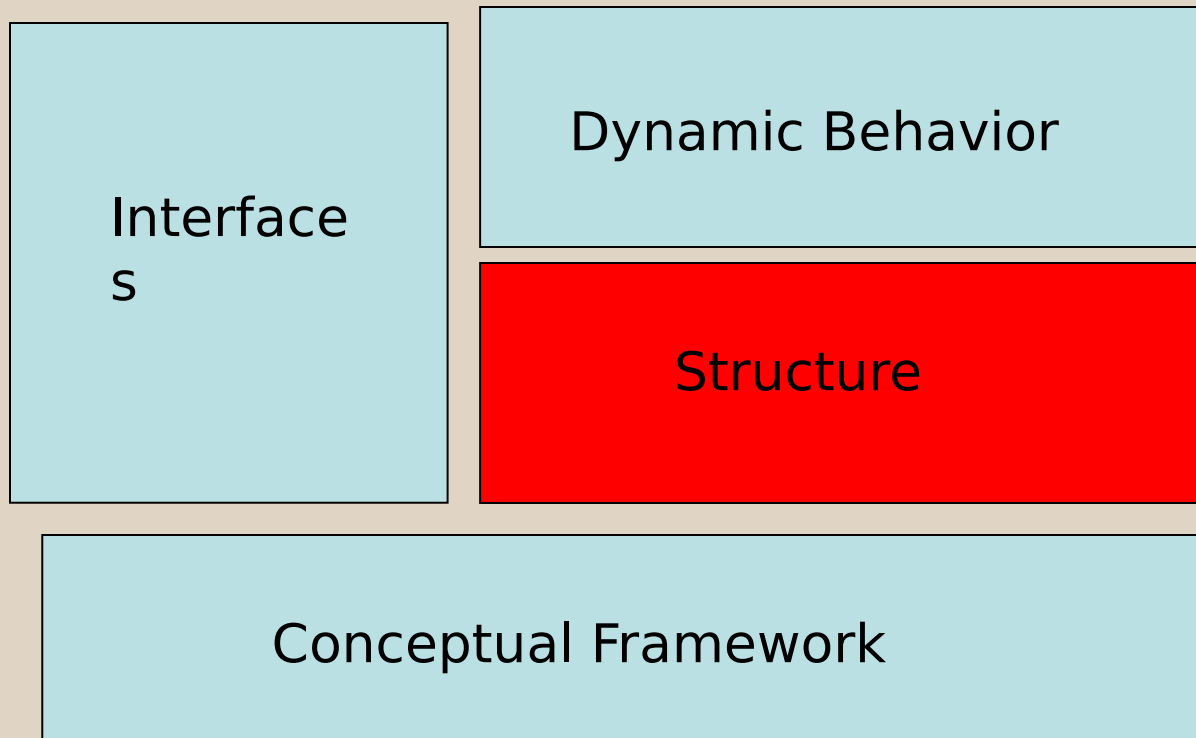 Interface
s
Dynamic Behavior
Structure
Conceptual Framework